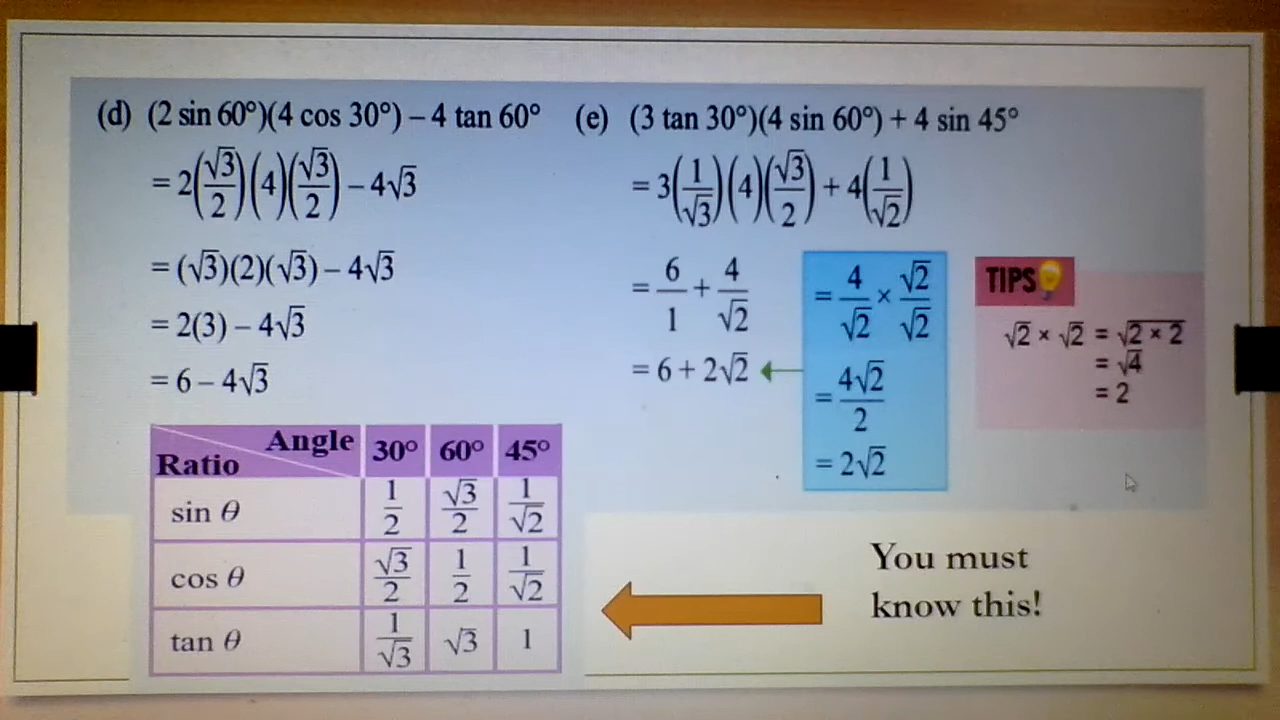 (d) (2 sin 60°)(4 cos 30°) – 4 tan 60°
= 2(√3/2)(4)(√3/2) – 4√3
= (√3)(2)(√3) – 4√3
= 2(3) – 4√3
= 6 – 4√3
(e) (3 tan 30°)(4 sin 60°) + 4 sin 45°
= 3(1/√3)(4)(√3/2) + 4(1/√2)
= 6/1 + 4/√2
= 6 + 2√2
= 4/√2 × √2/√2
= 4√2/2
= 2√2
TIPS
√2 × √2 = √2 × 2
= √4
= 2
Angle
Ratio
30° 60° 45°
sin θ 1/2 √3/2 1/√2
cos θ √3/2 1/2 1/√2
tan θ 1/√3 √3 1
You must
know this!